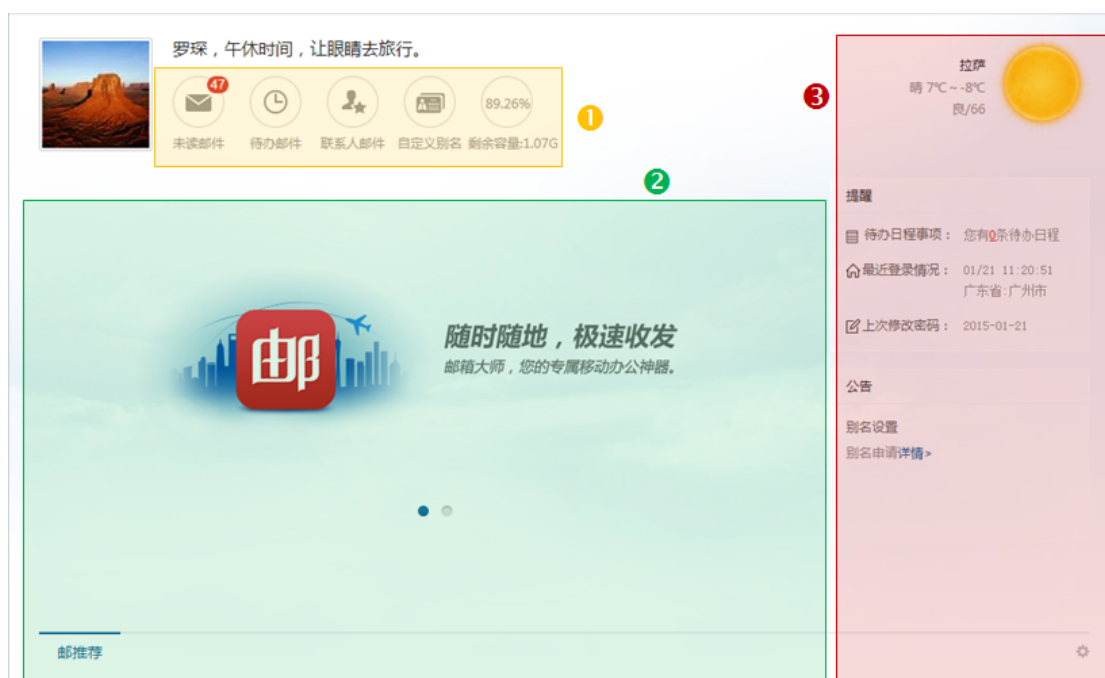 罗琛，午休时间，让眼睛去旅行。
47
89.26%
未读邮件 待办邮件 联系人邮件 自定义别名 剩余容量:1.07G
1
2
邮
随时随地，极速收发
邮箱大师，您的专属移动办公神器。
邮推荐
3
拉萨
晴 7℃~-8℃
良/66
提醒
待办日程事项： 您有0条待办日程
最近登录情况： 01/21 11:20:51
广东省:广州市
上次修改密码： 2015-01-21
公告
别名设置
别名申请详情>